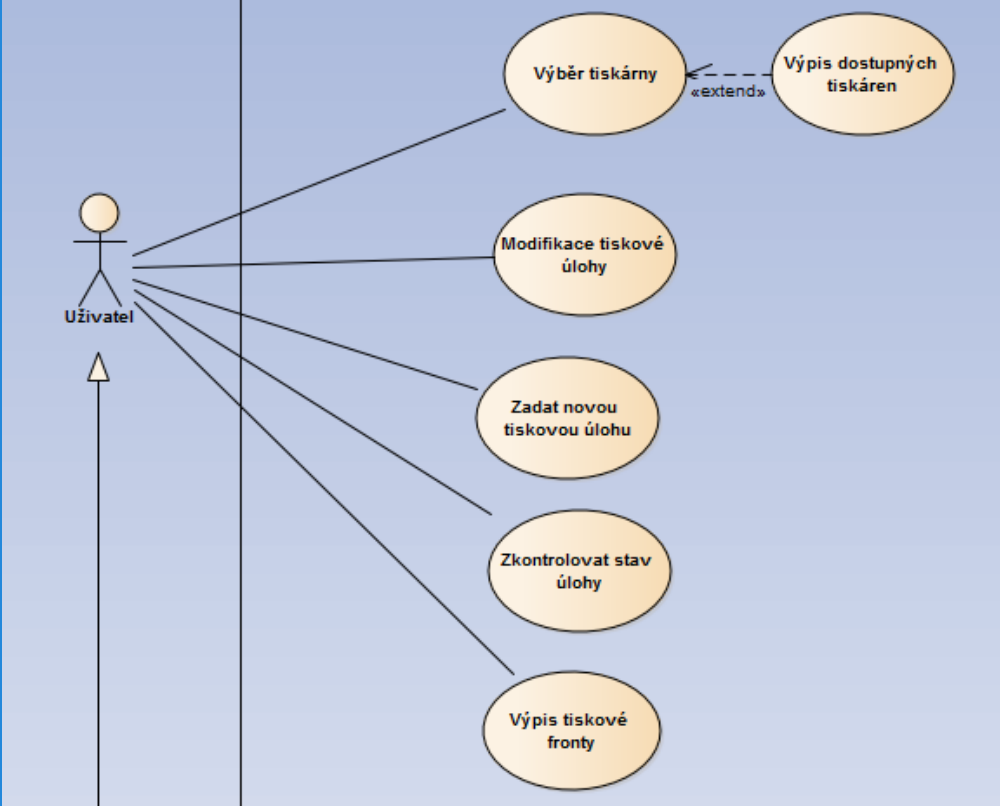 Výběr tiskárny
Výpis dostupných
tiskáren
«extend»
Modifikace tiskové
úlohy
Uživatel
Zadat novou
tiskovou úlohu
Zkontrolovat stav
úlohy
Výpis tiskové
fronty